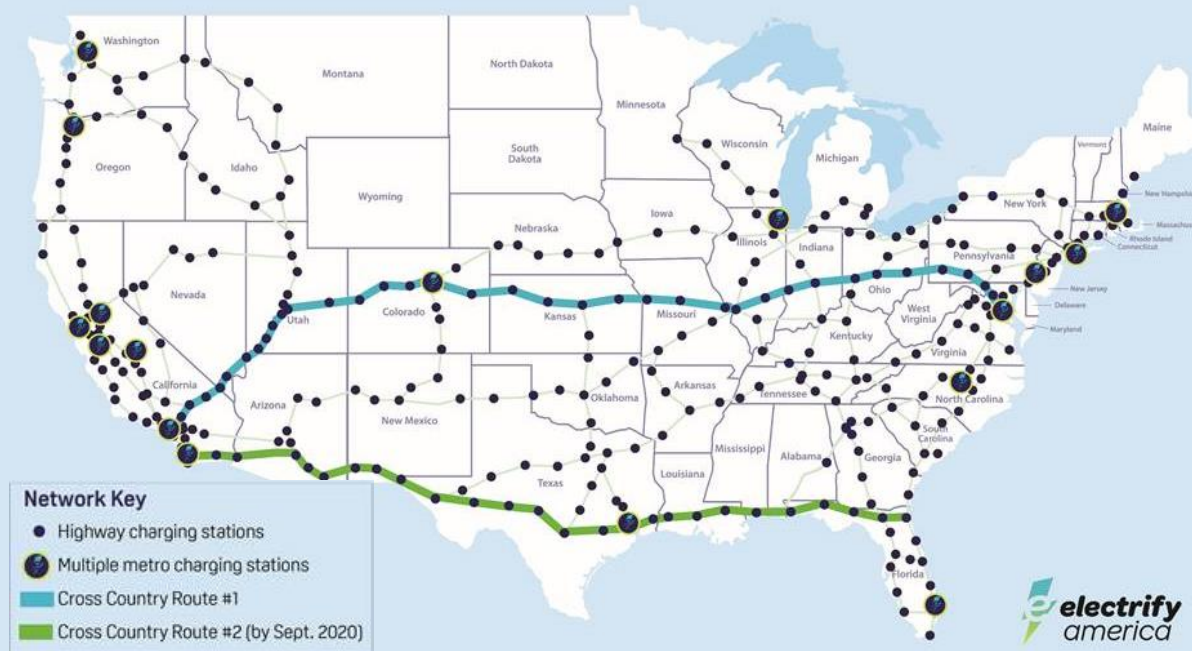 Washington
Montana
North Dakota
Minnesota
Maine
Oregon
Idaho
South
Dakota
Wisconsin
Michigan
Vermont
Wyoming
New York
New Hampshire
Massachusetts
Rhode Island
Connecticut
Iowa
Nebraska
Illinois
Indiana
Pennsylvania
Ohio
New Jersey
Delaware
Maryland
Nevada
Utah
Colorado
Kansas
Missouri
West
Virginia
Kentucky
Virginia
California
Arizona
New Mexico
Oklahoma
Arkansas
Tennessee
North Carolina
South
Carolina
Texas
Louisiana
Mississippi
Alabama
Georgia
Florida
Network Key
Highway charging stations
Multiple metro charging stations
Cross Country Route #1
Cross Country Route #2 (by Sept. 2020)
electrify
america